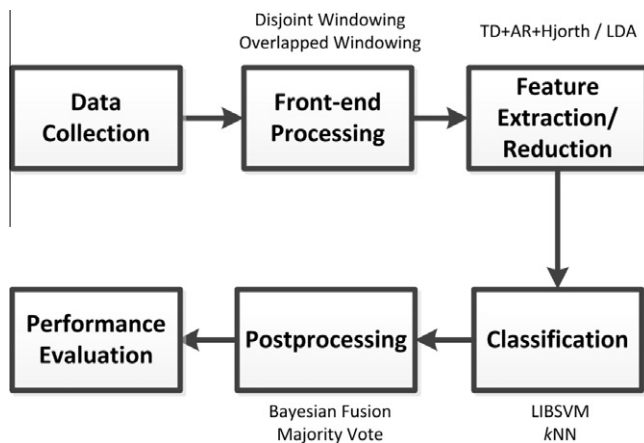 Disjoint Windowing
Overlapped Windowing
TD+AR+Hjorth / LDA
Data
Collection
Front-end
Processing
Feature
Extraction/
Reduction
Performance
Evaluation
Postprocessing
Classification
Bayesian Fusion
Majority Vote
LIBSVM
kNN